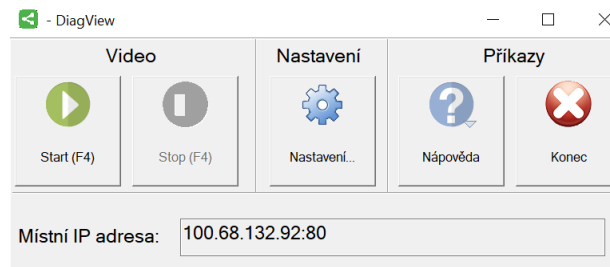 - DiagView
Video Nastavení Příkazy
Start (F4) Stop (F4) Nastavení... Nápověda Konec
Místní IP adresa: 100.68.132.92:80